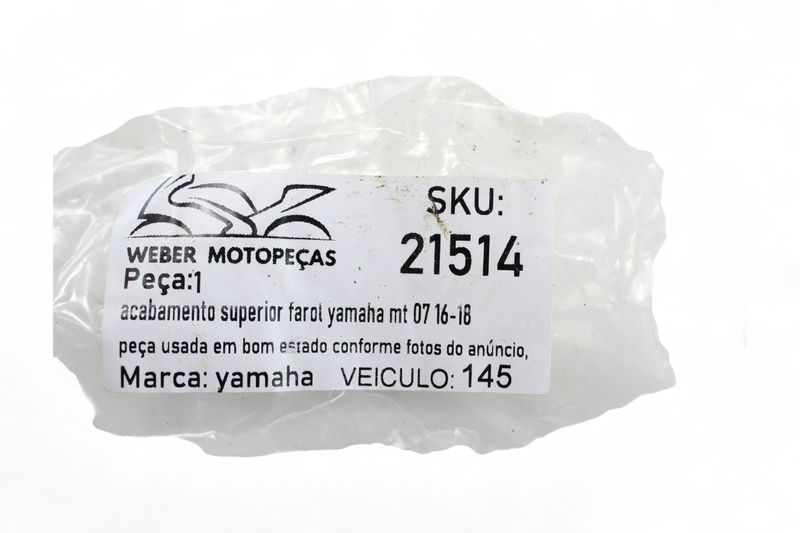 SKU:
21514
WEBER MOTOPEÇAS
Peça:1
acabamento superior farol yamaha mt 07 16-18
peça usada em bom estado conforme fotos do anúncio,
Marca: yamaha VEICULO: 145